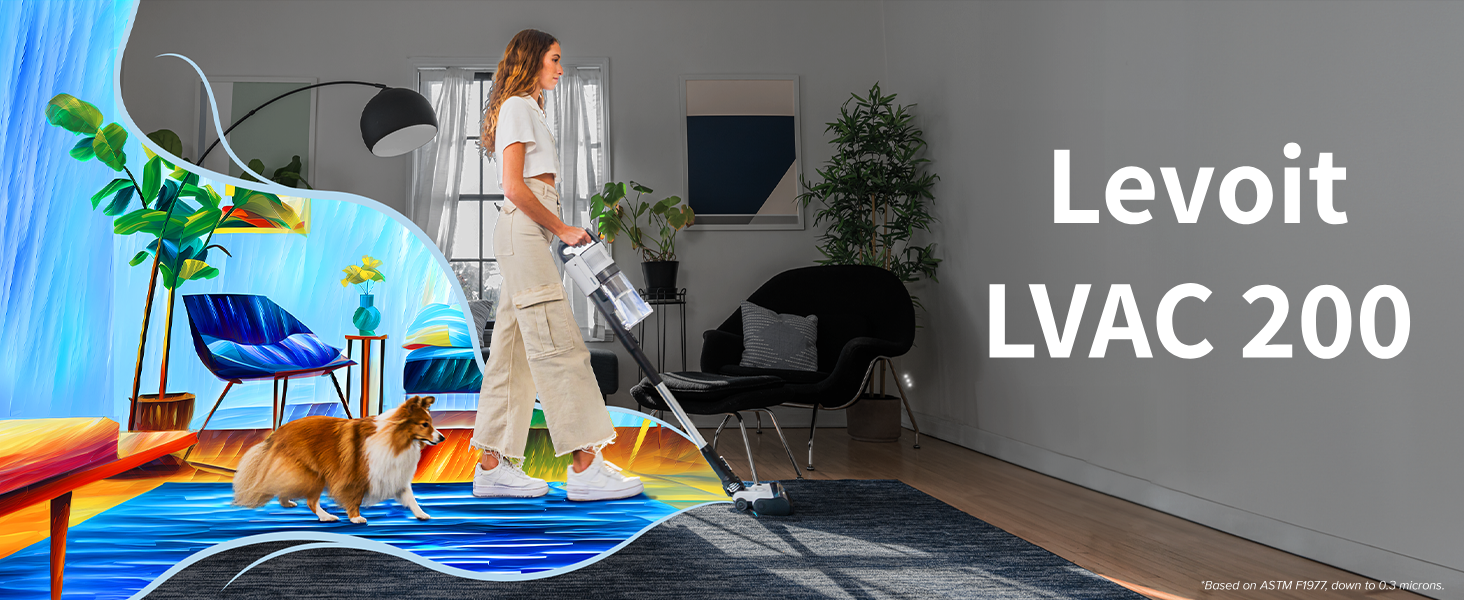 Levoit
LVAC 200
*Based on ASTM F1977, down to 0.3 microns.